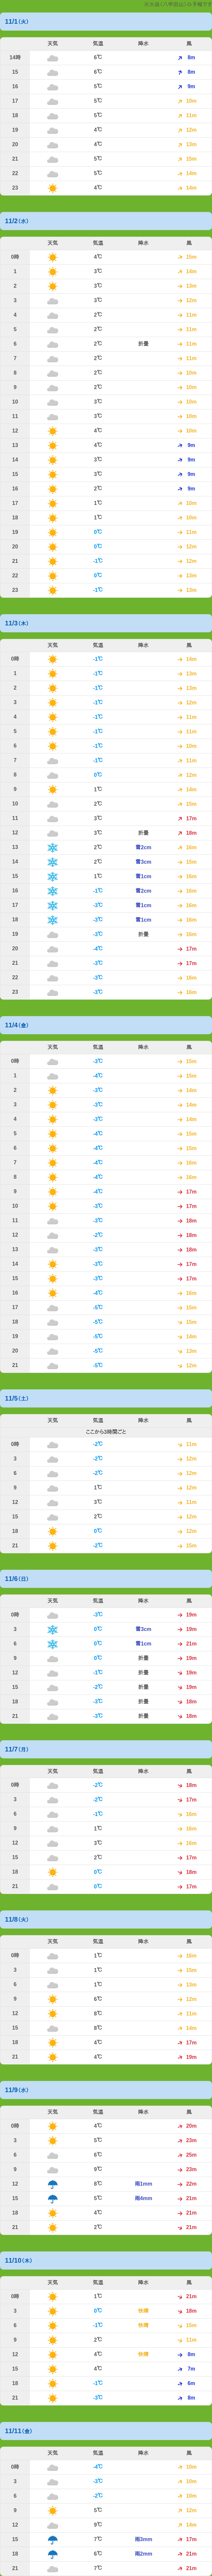 11/1(火)
天気 気温 降水 風
14時 6℃ 8m
15 6℃ 8m
16 5℃ 9m
17 5℃ 10m
18 5℃ 11m
19 4℃ 12m
20 4℃ 13m
21 5℃ 15m
22 5℃ 14m
23 4℃ 14m
11/2(水)
天気 気温 降水 風
0時 4℃ 15m
1 3℃ 14m
2 3℃ 13m
3 3℃ 12m
4 2℃ 11m
5 2℃ 11m
6 2℃ 折曇 11m
7 2℃ 11m
8 2℃ 10m
9 2℃ 10m
10 3℃ 10m
11 3℃ 10m
12 4℃ 10m
13 4℃ 9m
14 3℃ 9m
15 3℃ 9m
16 2℃ 9m
17 1℃ 10m
18 1℃ 10m
19 0℃ 11m
20 0℃ 12m
21 -1℃ 12m
22 0℃ 13m
23 -1℃ 13m
11/3(木)
天気 気温 降水 風
0時 -1℃ 14m
1 -1℃ 13m
2 -1℃ 13m
3 -1℃ 12m
4 -1℃ 11m
5 -1℃ 11m
6 -1℃ 10m
7 -1℃ 11m
8 0℃ 12m
9 1℃ 14m
10 2℃ 15m
11 3℃ 17m
12 3℃ 折曇 18m
13 2℃ 雪2cm 16m
14 2℃ 雪3cm 15m
15 1℃ 雪1cm 16m
16 -1℃ 雪2cm 16m
17 -3℃ 雪1cm 16m
18 -3℃ 雪1cm 16m
19 -3℃ 折曇 16m
20 -4℃ 17m
21 -3℃ 17m
22 -3℃ 16m
23 -3℃ 16m
11/4(金)
天気 気温 降水 風
0時 -3℃ 15m
1 -4℃ 15m
2 -3℃ 14m
3 -3℃ 14m
4 -3℃ 14m
5 -4℃ 15m
6 -4℃ 15m
7 -4℃ 16m
8 -4℃ 16m
9 -4℃ 17m
10 -3℃ 17m
11 -3℃ 18m
12 -2℃ 18m
13 -3℃ 18m
14 -3℃ 17m
15 -3℃ 17m
16 -4℃ 16m
17 -5℃ 15m
18 -5℃ 15m
19 -5℃ 14m
20 -5℃ 13m
21 -5℃ 12m
11/5(土)
天気 気温 降水 風
ここから3時間ごと
0時 -2℃ 11m
3 -2℃ 12m
6 -2℃ 12m
9 1℃ 12m
12 3℃ 11m
15 2℃ 12m
18 0℃ 12m
21 -2℃ 15m
11/6(日)
天気 気温 降水 風
0時 -3℃ 19m
3 0℃ 雪3cm 19m
6 0℃ 雪1cm 21m
9 0℃ 折曇 19m
12 -1℃ 折曇 19m
15 -2℃ 折曇 19m
18 -3℃ 折曇 18m
21 -3℃ 折曇 18m
11/7(月)
天気 気温 降水 風
0時 -2℃ 18m
3 -2℃ 17m
6 -1℃ 16m
9 1℃ 16m
12 3℃ 16m
15 2℃ 17m
18 0℃ 18m
21 0℃ 17m
11/8(火)
天気 気温 降水 風
0時 1℃ 16m
3 1℃ 15m
6 1℃ 13m
9 6℃ 12m
12 8℃ 11m
15 8℃ 14m
18 4℃ 17m
21 4℃ 19m
11/9(水)
天気 気温 降水 風
0時 4℃ 20m
3 5℃ 23m
6 6℃ 25m
9 9℃ 23m
12 8℃ 雨1mm 22m
15 5℃ 雨4mm 21m
18 4℃ 21m
21 2℃ 21m
11/10(木)
天気 気温 降水 風
0時 1℃ 21m
3 0℃ 快晴 18m
6 -1℃ 快晴 15m
9 2℃ 11m
12 4℃ 快晴 8m
15 4℃ 7m
18 -1℃ 6m
21 -3℃ 8m
11/11(金)
天気 気温 降水 風
0時 -4℃ 10m
3 -3℃ 10m
6 -2℃ 10m
9 5℃ 12m
12 9℃ 14m
15 7℃ 雨3mm 17m
18 6℃ 雨2mm 21m
21 7℃ 21m